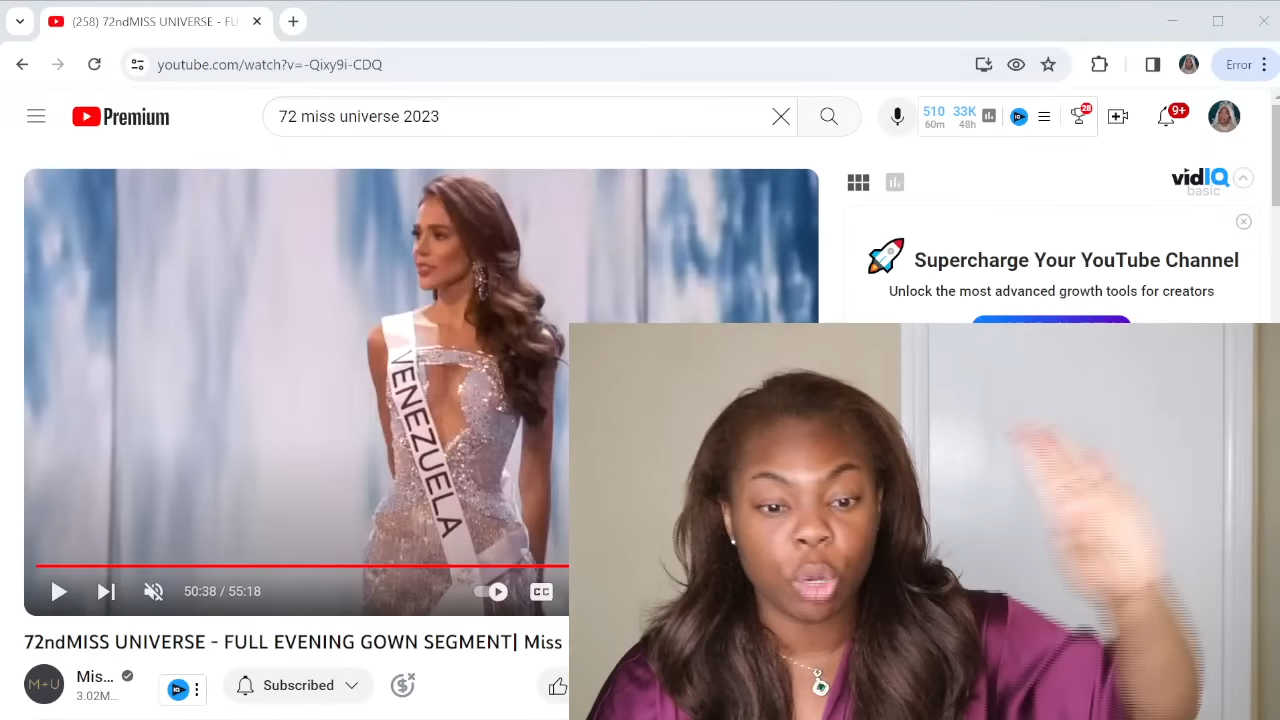 (258) 72ndMISS UNIVERSE - FU
youtube.com/watch?v=-Qixy9i-CDQ
Error
Premium
72 miss universe 2023
510 33K
60m 48h
28
9+
vidIQ
basic
Supercharge Your YouTube Channel
Unlock the most advanced growth tools for creators
VENEZUELA
50:38 / 55:18
CC
72ndMISS UNIVERSE - FULL EVENING GOWN SEGMENT| Miss
M+U
Mis...
3.02M...
Subscribed